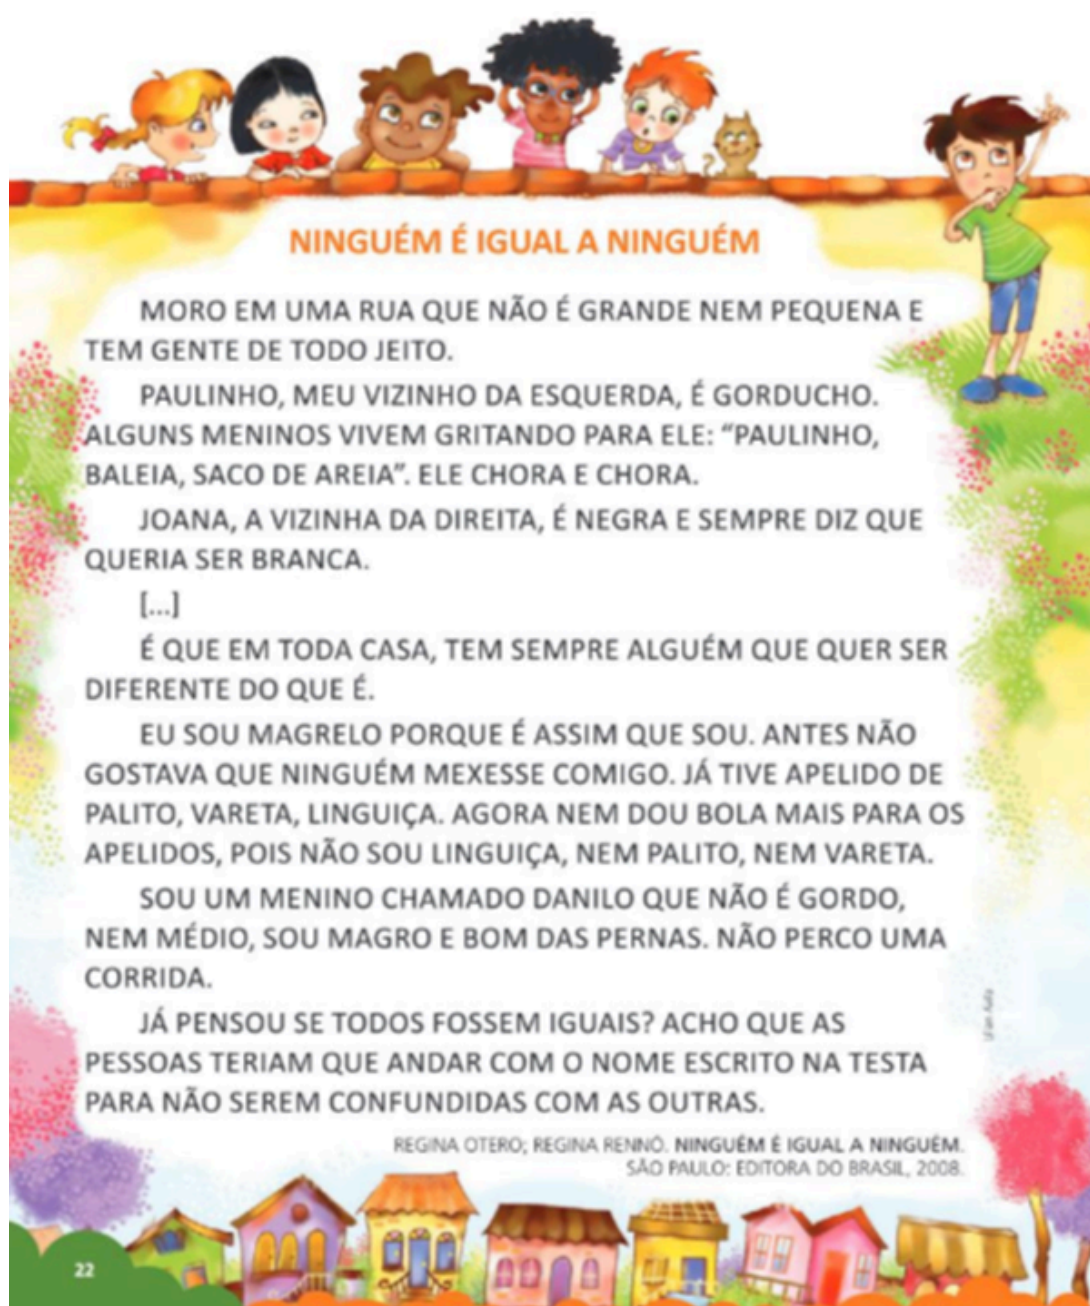 NINGUÉM É IGUAL A NINGUÉM
MORO EM UMA RUA QUE NÃO É GRANDE NEM PEQUENA E
TEM GENTE DE TODO JEITO.
PAULINHO, MEU VIZINHO DA ESQUERDA, É GORDUCHO.
ALGUNS MENINOS VIVEM GRITANDO PARA ELE: “PAULINHO,
BALEIA, SACO DE AREIA”. ELE CHORA E CHORA.
JOANA, A VIZINHA DA DIREITA, É NEGRA E SEMPRE DIZ QUE
QUERIA SER BRANCA.
[...]
É QUE EM TODA CASA, TEM SEMPRE ALGUÉM QUE QUER SER
DIFERENTE DO QUE É.
EU SOU MAGRELO PORQUE É ASSIM QUE SOU. ANTES NÃO
GOSTAVA QUE NINGUÉM MEXESSE COMIGO. JÁ TIVE APELIDO DE
PALITO, VARETA, LINGUIÇA. AGORA NEM DOU BOLA MAIS PARA OS
APELIDOS, POIS NÃO SOU LINGUIÇA, NEM PALITO, NEM VARETA.
SOU UM MENINO CHAMADO DANILO QUE NÃO É GORDO,
NEM MÉDIO, SOU MAGRO E BOM DAS PERNAS. NÃO PERCO UMA
CORRIDA.
JÁ PENSOU SE TODOS FOSSEM IGUAIS? ACHO QUE AS
PESSOAS TERIAM QUE ANDAR COM O NOME ESCRITO NA TESTA
PARA NÃO SEREM CONFUNDIDAS COM AS OUTRAS.
REGINA OTERO; REGINA RENNÓ. NINGUÉM É IGUAL A NINGUÉM.
SÃO PAULO: EDITORA DO BRASIL, 2008.
22